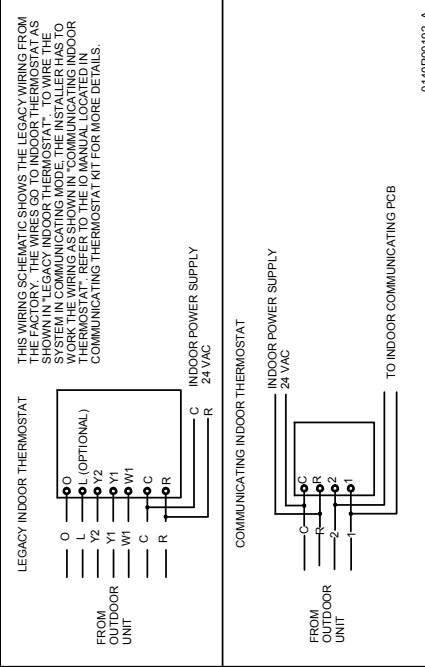 LEGACY INDOOR THERMOSTAT
THIS WIRING SCHEMATIC SHOWS THE LEGACY WIRING FROM
THE FACTORY. THE WIRES GO TO INDOOR THERMOSTAT AS
SHOWN IN "LEGACY INDOOR THERMOSTAT". TO WIRE THE
SYSTEM IN COMMUNICATING MODE, THE INSTALLER HAS TO
WORK THE WIRING AS SHOWN IN "COMMUNICATING INDOOR
THERMOSTAT". REFER TO THE IO MANUAL LOCATED IN
COMMUNICATING THERMOSTAT KIT FOR MORE DETAILS.
FROM
OUTDOOR
UNIT
O O
L L (OPTIONAL)
Y2 Y2
Y1 Y1
W1 W1
C C
R R
C
R
INDOOR POWER SUPPLY
24 VAC
COMMUNICATING INDOOR THERMOSTAT
INDOOR POWER SUPPLY
24 VAC
FROM
OUTDOOR
UNIT
C C
R R
2 2
1 1
TO INDOOR COMMUNICATING PCB